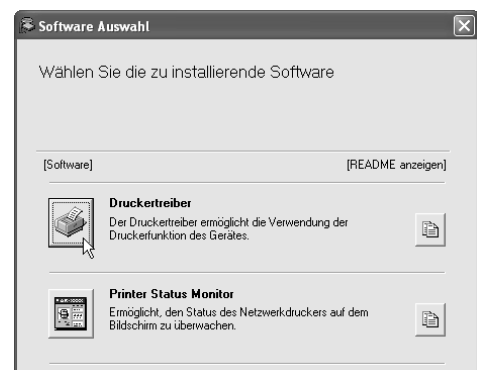 Software Auswahl
Wählen Sie die zu installierende Software
[Software] [README anzeigen]
Druckertreiber
Der Druckertreiber ermöglicht die Verwendung der
Druckerfunktion des Gerätes.
Printer Status Monitor
Ermöglicht, den Status des Netzwerkdruckers auf dem
Bildschirm zu überwachen.